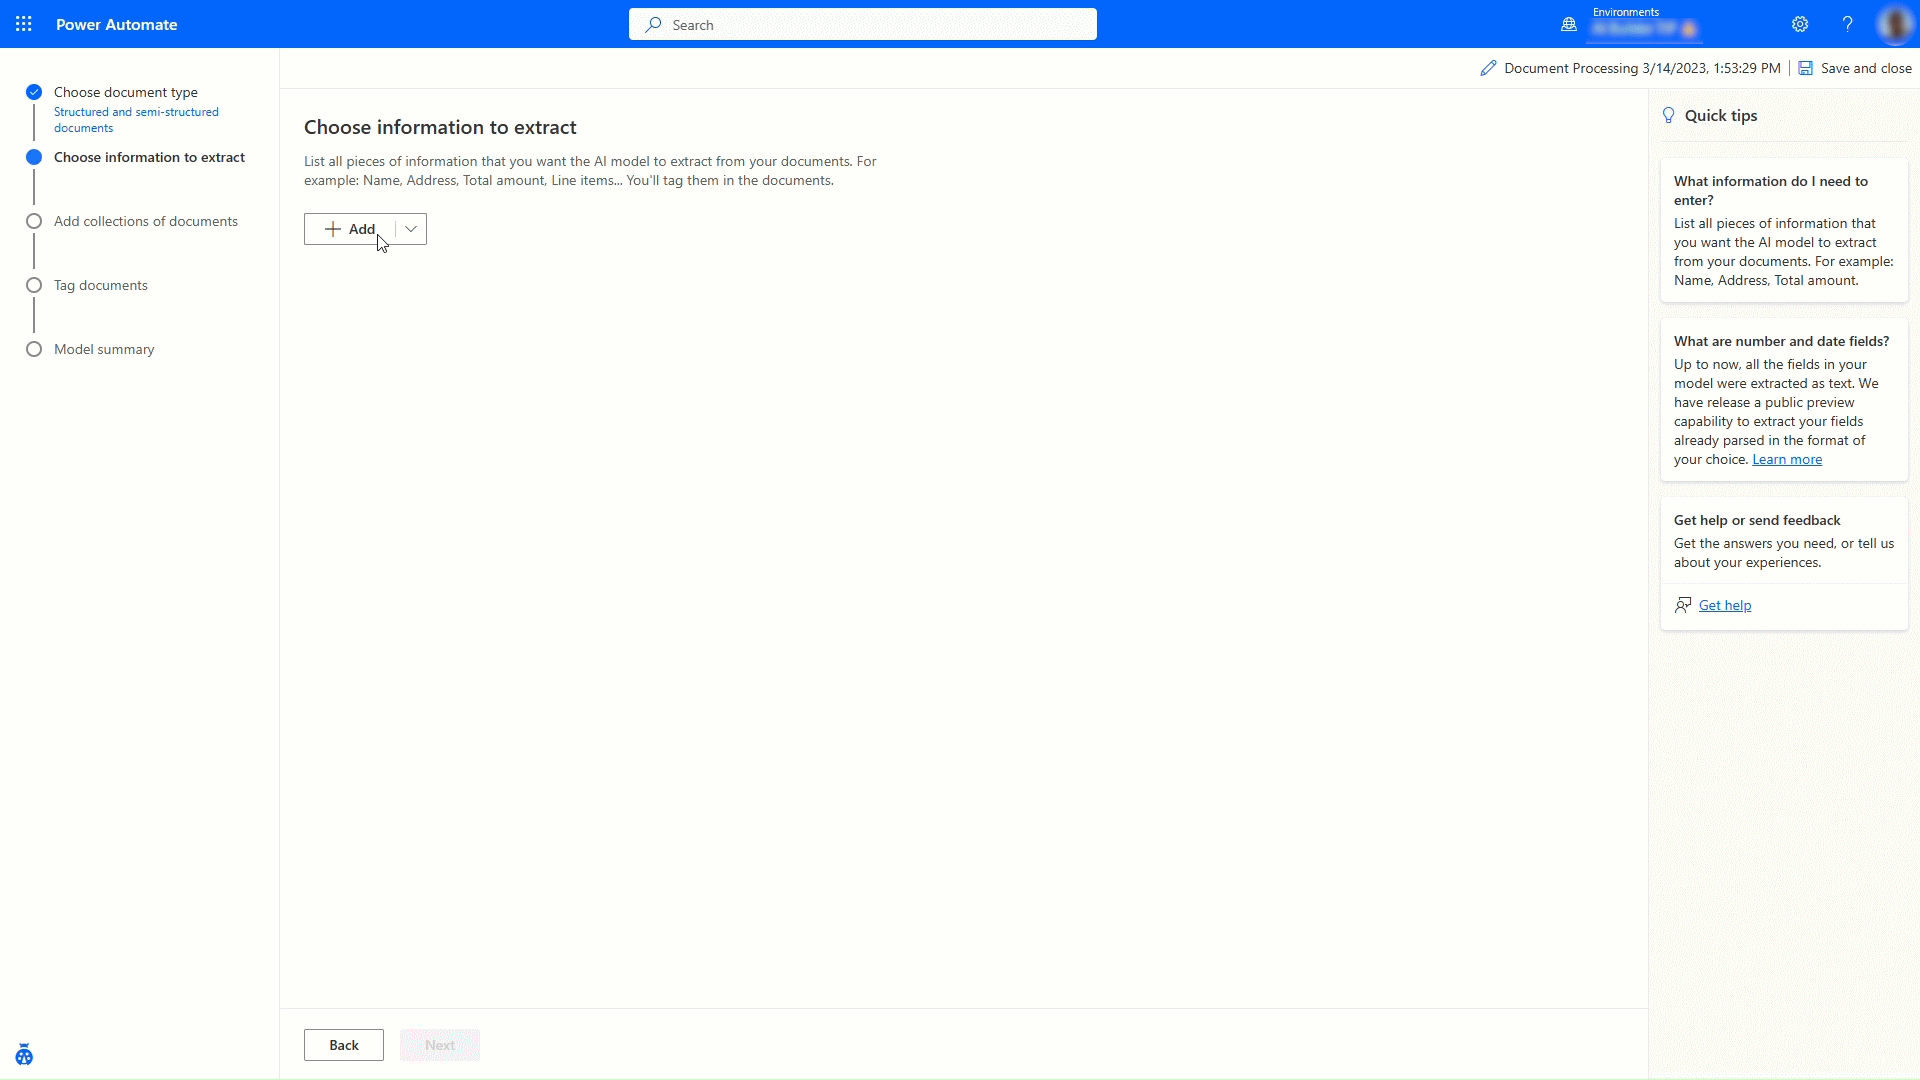 Power Automate
Search
Environments
Document Processing 3/14/2023, 1:53:29 PM
Save and close
Choose document type
Structured and semi-structured
documents
Choose information to extract
Add collections of documents
Tag documents
Model summary
Choose information to extract
List all pieces of information that you want the AI model to extract from your documents. For
example: Name, Address, Total amount, Line items... You'll tag them in the documents.
Add
Back
Next
Quick tips
What information do I need to
enter?
List all pieces of information that
you want the AI model to extract
from your documents. For example:
Name, Address, Total amount.
What are number and date fields?
Up to now, all the fields in your
model were extracted as text. We
have release a public preview
capability to extract your fields
already parsed in the format of
your choice. Learn more
Get help or send feedback
Get the answers you need, or tell us
about your experiences.
Get help